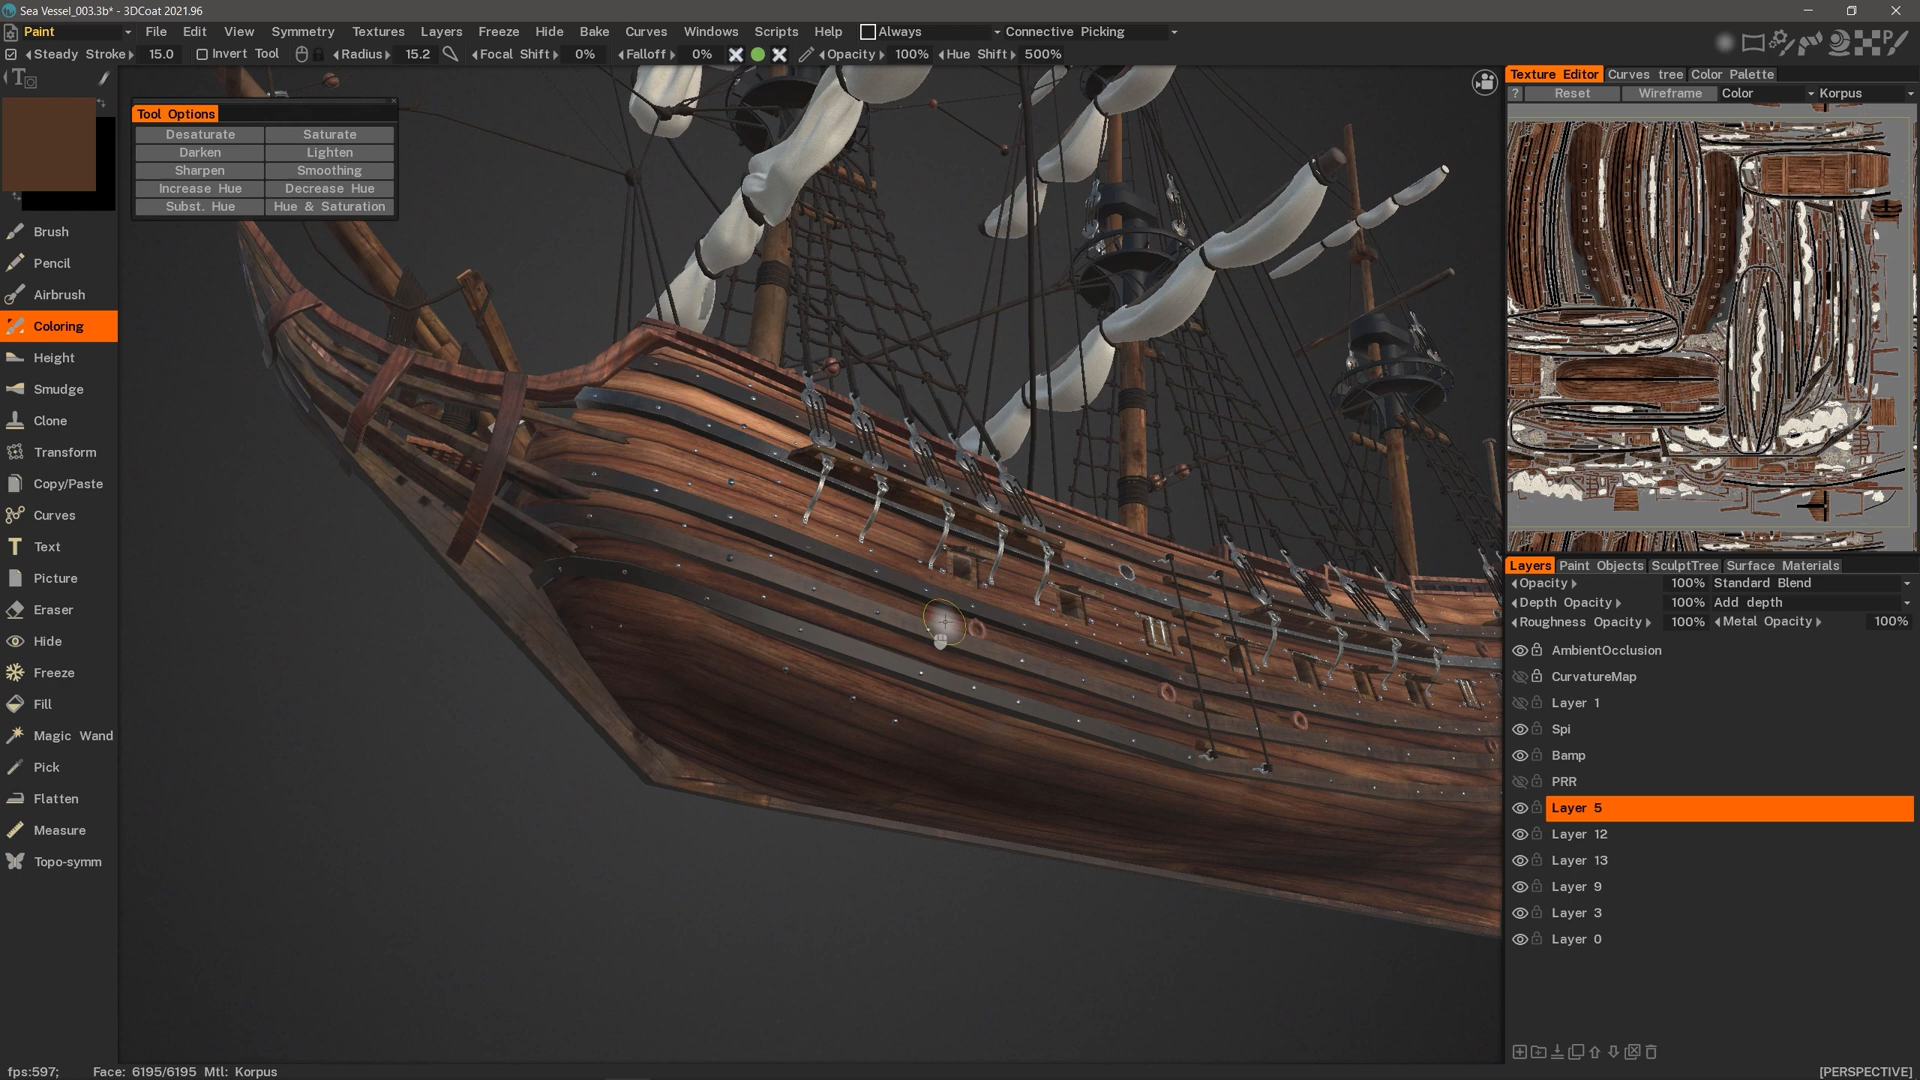 Sea Vessel_003.3b* - 3DCoat 2021.96
Paint File Edit View Symmetry Textures Layers Freeze Hide Bake Curves Windows Scripts Help Always Connective Picking
Steady Stroke 15.0 Invert Tool Radius 15.2 Focal Shift 0% Falloff 0% Opacity 100% Hue Shift 500%
Tool Options
Desaturate Saturate
Darken Lighten
Sharpen Smoothing
Increase Hue Decrease Hue
Subst. Hue Hue & Saturation
Brush
Pencil
Airbrush
Coloring
Height
Smudge
Clone
Transform
Copy/Paste
Curves
Text
Picture
Eraser
Hide
Freeze
Fill
Magic Wand
Pick
Flatten
Measure
Topo-symm
Texture Editor Curves tree Color Palette
? Reset Wireframe Color Korpus
Layers Paint Objects SculptTree Surface Materials
Opacity 100% Standard Blend
Depth Opacity 100% Add depth
Roughness Opacity 100% Metal Opacity 100%
AmbientOcclusion
CurvatureMap
Layer 1
Spi
Bamp
PRR
Layer 5
Layer 12
Layer 13
Layer 9
Layer 3
Layer 0
fps:597; Face: 6195/6195 Mtl: Korpus
[PERSPECTIVE]